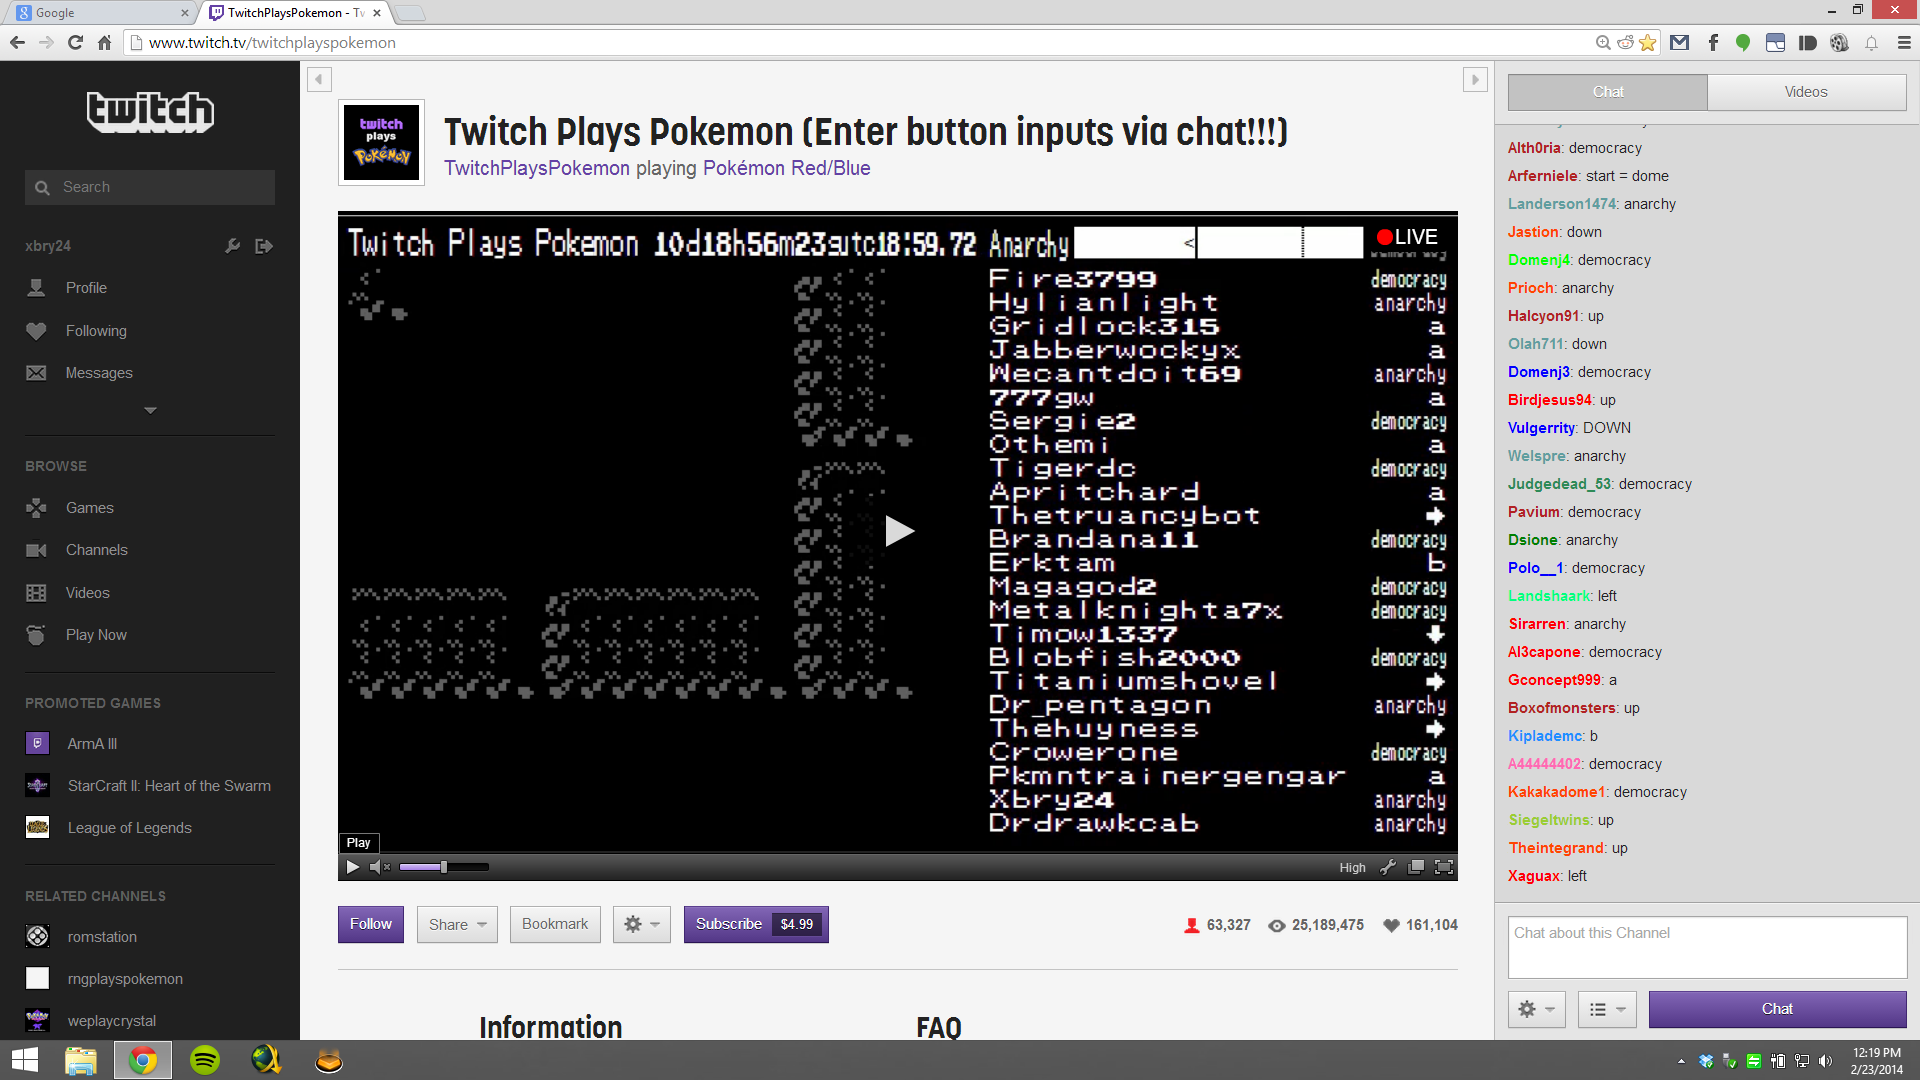 Google
TwitchPlaysPokemon - Tv
www.twitch.tv/twitchplayspokemon
twitch
Search
xbry24
Profile
Following
Messages
BROWSE
Games
Channels
Videos
Play Now
PROMOTED GAMES
ArmA III
StarCraft II: Heart of the Swarm
League of Legends
RELATED CHANNELS
romstation
rngplayspokemon
weplaycrystal
twitch
plays
POKéMON
Twitch Plays Pokemon (Enter button inputs via chat!!!)
TwitchPlaysPokemon playing Pokémon Red/Blue
Twitch Plays Pokemon 10d18h56m23s utc18:59.72 Anarchy < LIVE
Fire3799 democracy
Hylianlight anarchy
Gridlock315 a
Jabberwockyx a
Wecantdoit69 anarchy
777gw a
Sergie2 democracy
Othemi a
Tigerdc democracy
Apritchard a
Thetruancybot ➡
Brandana11 democracy
Erktam b
Magagod2 democracy
Metalknighta7x democracy
Timow1337 ⬇
Blobfish2000 democracy
Titaniumshovel ➡
Dr_pentagon anarchy
Thehuyness ➡
Crowerone democracy
Pkmntrainergengar a
Xbry24 anarchy
Drdrawkcab anarchy
Play
High
Follow
Share
Bookmark
Subscribe $4.99
63,327
25,189,475
161,104
Information
FAQ
Chat
Videos
Alth0ria: democracy
Arferniele: start = dome
Landerson1474: anarchy
Jastion: down
Domenj4: democracy
Prioch: anarchy
Halcyon91: up
Olah711: down
Domenj3: democracy
Birdjesus94: up
Vulgerrity: DOWN
Welspre: anarchy
Judgedead_53: democracy
Pavium: democracy
Dsione: anarchy
Polo__1: democracy
Landshaark: left
Sirarren: anarchy
Al3capone: democracy
Gconcept999: a
Boxofmonsters: up
Kiplademc: b
A44444402: democracy
Kakakadome1: democracy
Siegeltwins: up
Theintegrand: up
Xaguax: left
Chat about this Channel
Chat
12:19 PM
2/23/2014